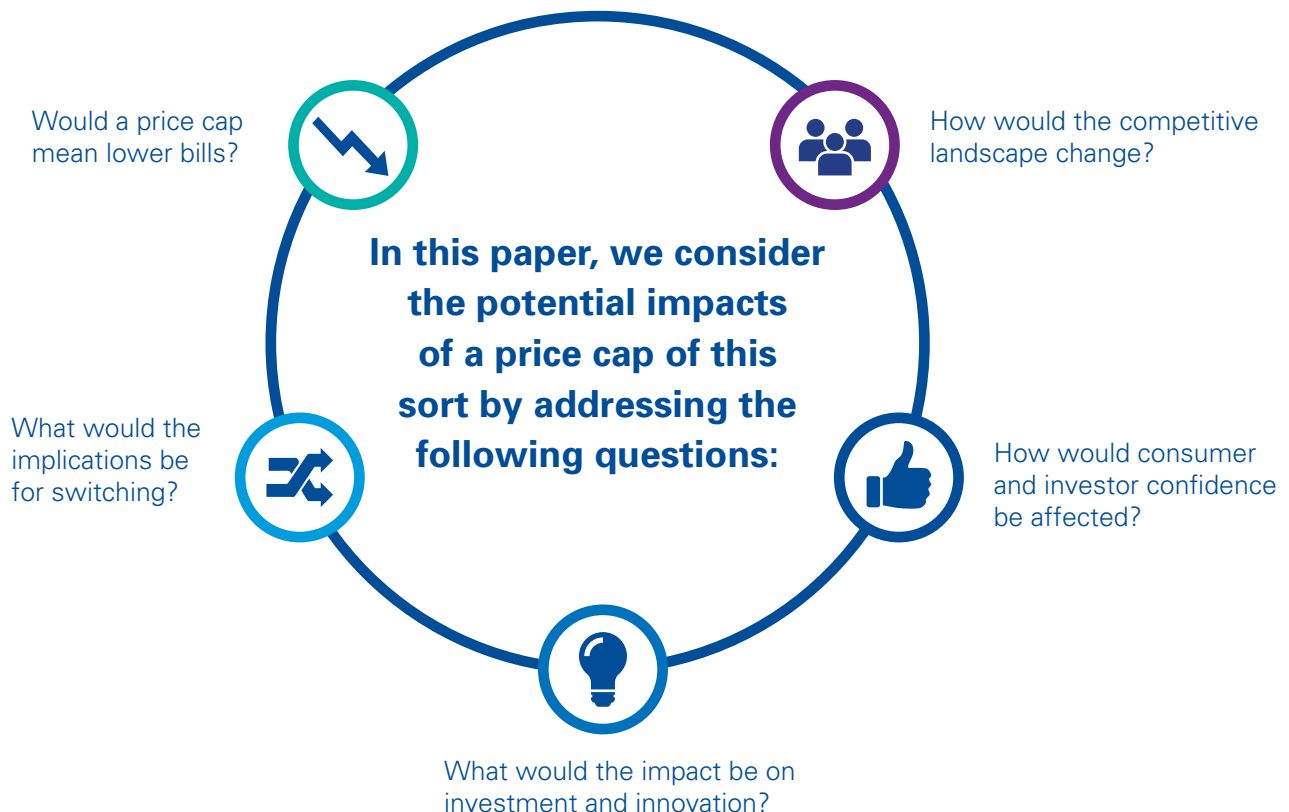 Would a price cap
mean lower bills?
How would the competitive
landscape change?
In this paper, we consider
the potential impacts
of a price cap of this
sort by addressing the
following questions:
What would the
implications be
for switching?
How would consumer
and investor confidence
be affected?
What would the impact be on
investment and innovation?